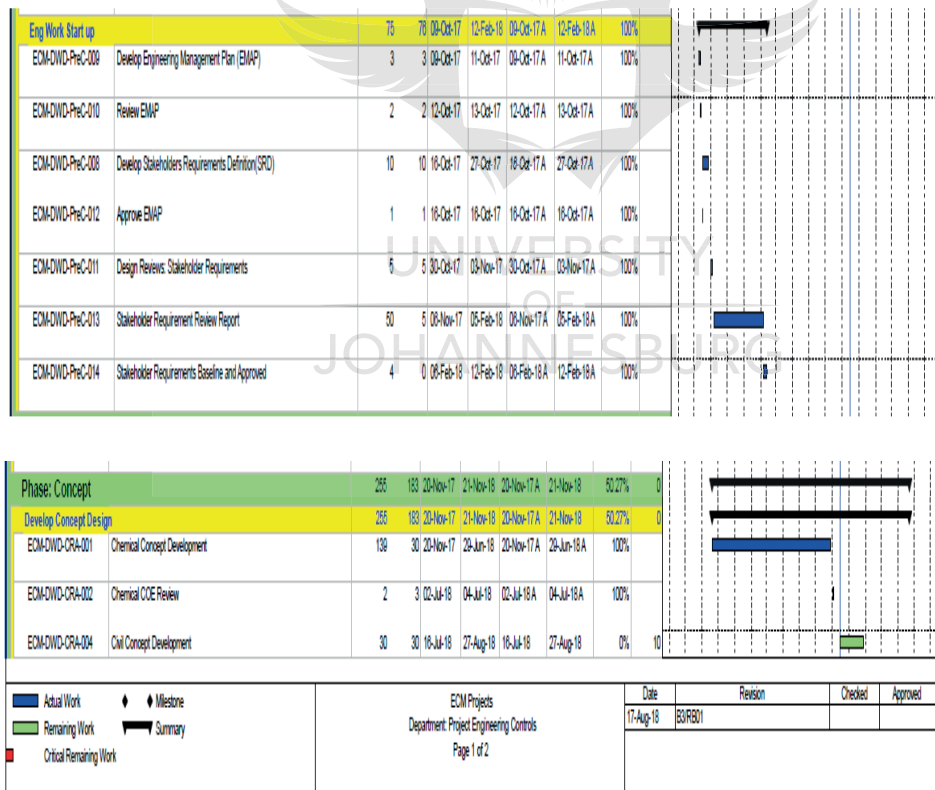 Eng Work Start up 75 76 09-Oct-17 12-Feb-18 09-Oct-17 A 12-Feb-18 A 100%
ECM-DWD-PreC-009 Develop Engineering Management Plan (EMAP) 3 3 09-Oct-17 11-Oct-17 09-Oct-17 A 11-Oct-17 A 100%
ECM-DWD-PreC-010 Review EMAP 2 2 12-Oct-17 13-Oct-17 12-Oct-17 A 13-Oct-17 A 100%
ECM-DWD-PreC-008 Develop Stakeholders Requirements Definition(SRD) 10 10 16-Oct-17 27-Oct-17 16-Oct-17 A 27-Oct-17 A 100%
ECM-DWD-PreC-012 Approve EMAP 1 1 16-Oct-17 16-Oct-17 16-Oct-17 A 16-Oct-17 A 100%
UNIVERSITY
ECM-DWD-PreC-011 Design Reviews: Stakeholder Requirements 5 5 30-Oct-17 03-Nov-17 30-Oct-17 A 03-Nov-17 A 100%
OF
ECM-DWD-PreC-013 Stakeholder Requirement Review Report 50 5 06-Nov-17 05-Feb-18 06-Nov-17 A 05-Feb-18 A 100%
JOHANNESBURG
ECM-DWD-PreC-014 Stakeholder Requirements Baseline and Approved 4 0 06-Feb-18 12-Feb-18 06-Feb-18 A 12-Feb-18 A 100%
Phase: Concept 255 183 20-Nov-17 21-Nov-18 20-Nov-17 A 21-Nov-18 50.27% 0
Develop Concept Design 255 183 20-Nov-17 21-Nov-18 20-Nov-17 A 21-Nov-18 50.27% 0
ECM-DWD-CRA-001 Chemical Concept Development 139 30 20-Nov-17 29-Jun-18 20-Nov-17 A 29-Jun-18 A 100%
ECM-DWD-CRA-002 Chemical COE Review 2 3 02-Jul-18 04-Jul-18 02-Jul-18 A 04-Jul-18 A 100%
ECM-DWD-CRA-004 Civil Concept Development 30 30 16-Jul-18 27-Aug-18 16-Jul-18 27-Aug-18 0% 10
Actual Work Milestone
Remaining Work Summary
Critical Remaining Work
ECM Projects
Department: Project Engineering Controls
Page 1 of 2
Date Revision Checked Approved
17-Aug-18 B3/RB01